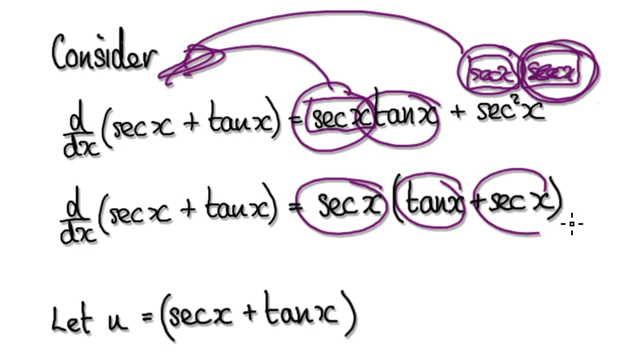 Consider
secx secx
d/dx (secx + tanx) = secx tanx + sec²x
d/dx (secx + tanx) = secx (tanx + secx)
Let u = (secx + tanx)